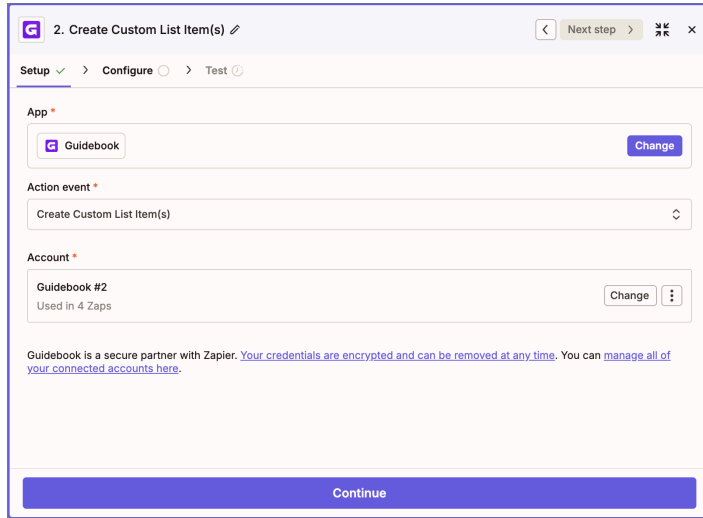 2. Create Custom List Item(s)
Next step
Setup
Configure
Test
App *
Guidebook
Change
Action event *
Create Custom List Item(s)
Account *
Guidebook #2
Used in 4 Zaps
Change
Guidebook is a secure partner with Zapier. Your credentials are encrypted and can be removed at any time. You can manage all of
your connected accounts here.
Continue